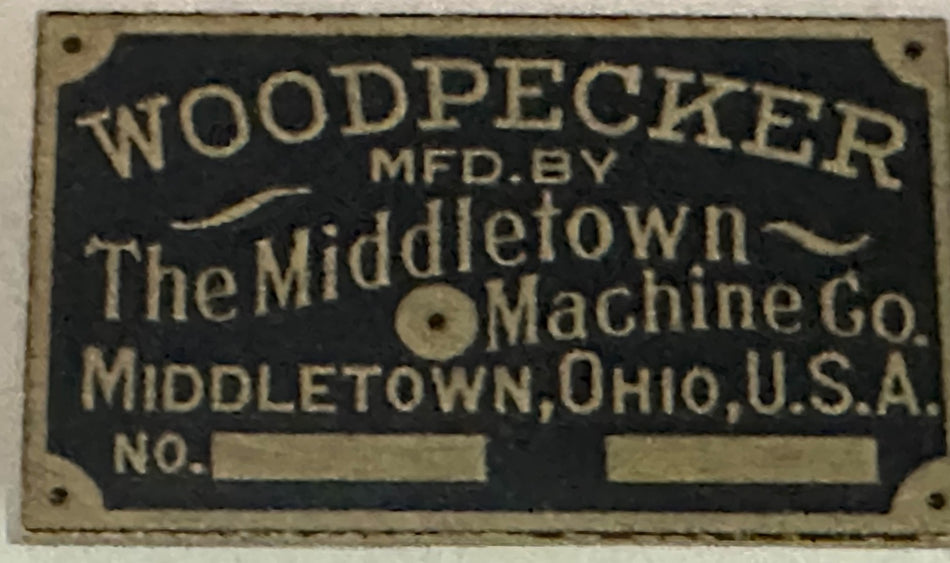 WOODPECKER
MFD. BY
The Middletown
Machine Co.
MIDDLETOWN, OHIO, U.S.A.
NO.